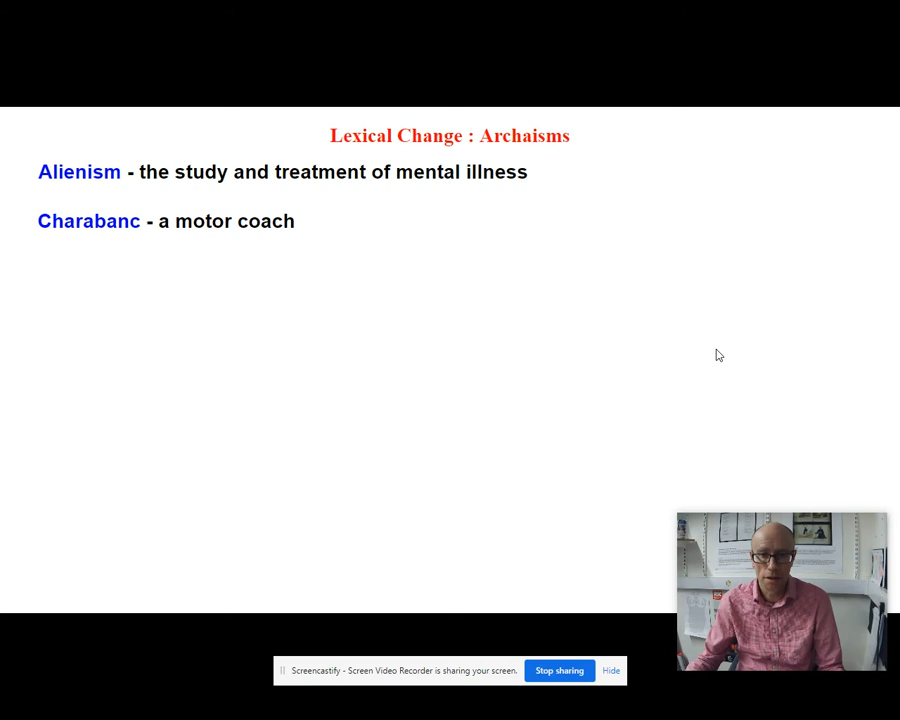 Lexical Change : Archaisms
Alienism - the study and treatment of mental illness
Charabanc - a motor coach
Screencastify - Screen Video Recorder is sharing your screen. Stop sharing Hide